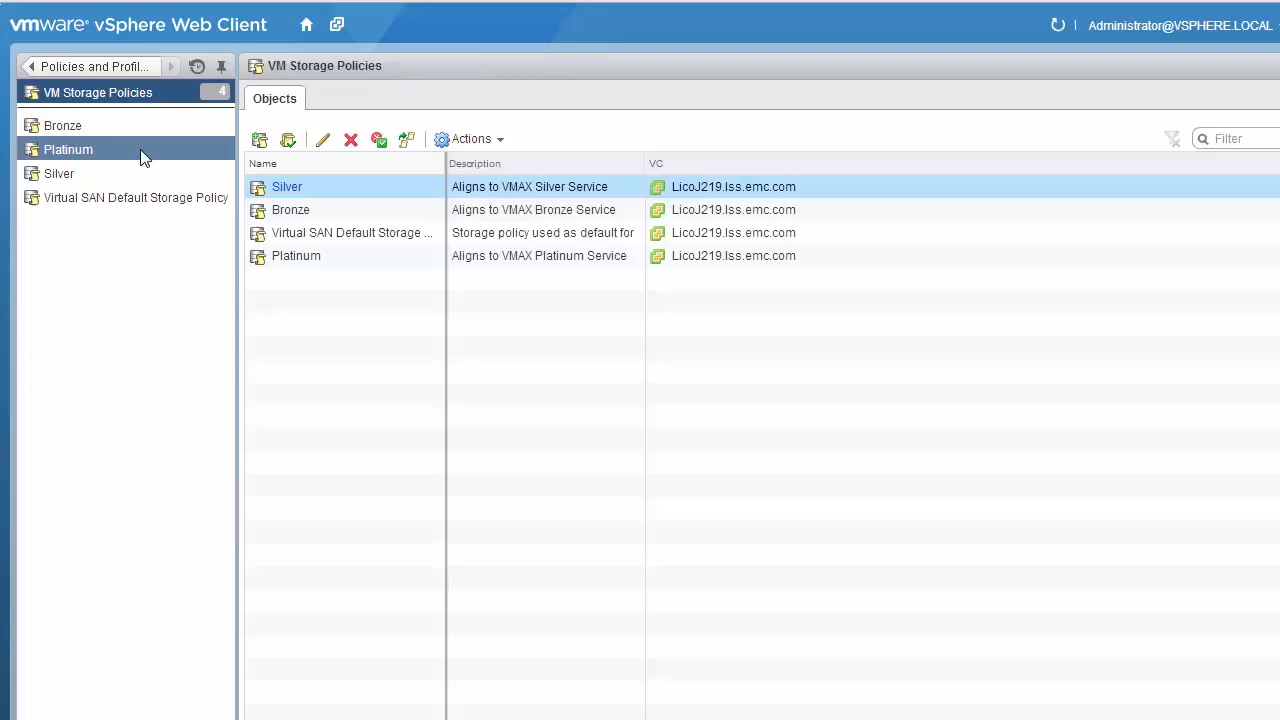 vmware® vSphere Web Client
Administrator@VSPHERE.LOCAL
Policies and Profil...
VM Storage Policies 4
Bronze
Platinum
Silver
Virtual SAN Default Storage Policy
VM Storage Policies
Objects
Actions
Filter
Name Description VC
Silver Aligns to VMAX Silver Service LicoJ219.lss.emc.com
Bronze Aligns to VMAX Bronze Service LicoJ219.lss.emc.com
Virtual SAN Default Storage ... Storage policy used as default for LicoJ219.lss.emc.com
Platinum Aligns to VMAX Platinum Service LicoJ219.lss.emc.com